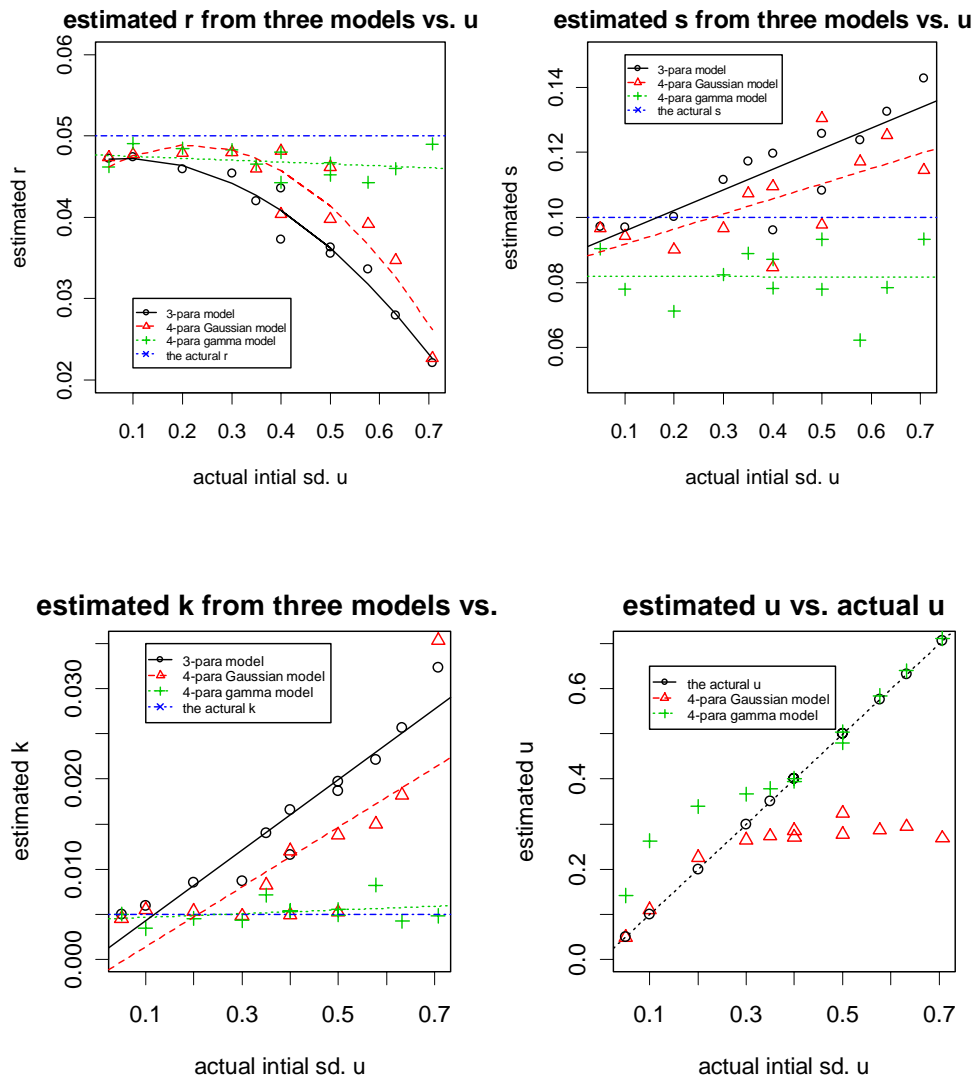 estimated r from three models vs. u
estimated r
0.06
0.05
0.04
0.03
0.02
3-para model
4-para Gaussian model
4-para gamma model
the actural r
0.1 0.2 0.3 0.4 0.5 0.6 0.7
actual intial sd. u
estimated s from three models vs. u
estimated s
0.14
0.12
0.10
0.08
0.06
3-para model
4-para Gaussian model
4-para gamma model
the actural s
0.1 0.2 0.3 0.4 0.5 0.6 0.7
actual intial sd. u
estimated k from three models vs.
estimated k
0.030
0.020
0.010
0.000
3-para model
4-para Gaussian model
4-para gamma model
the actural k
0.1 0.3 0.5 0.7
actual intial sd. u
estimated u vs. actual u
estimated u
0.6
0.4
0.2
0.0
the actural u
4-para Gaussian model
4-para gamma model
0.1 0.3 0.5 0.7
actual intial sd. u